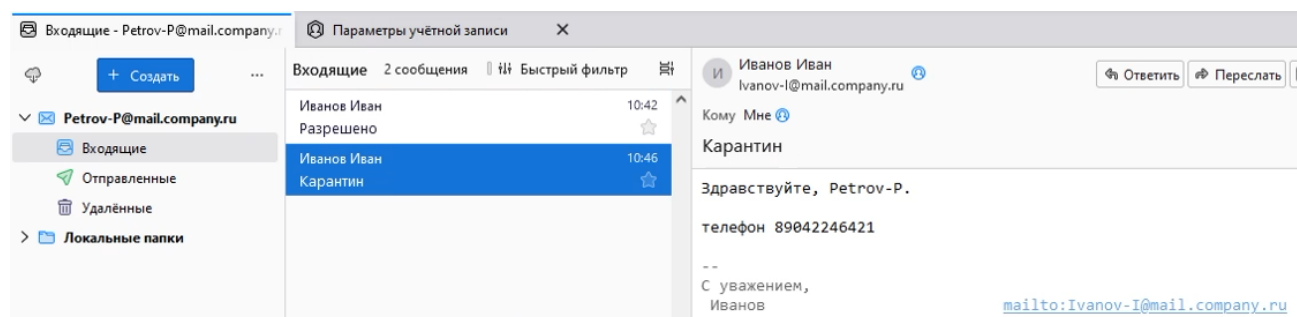 Входящие - Petrov-P@mail.company.r
Параметры учётной записи
+ Создать
Petrov-P@mail.company.ru
Входящие
Отправленные
Удалённые
Локальные папки
Входящие 2 сообщения Быстрый фильтр
Иванов Иван 10:42
Разрешено
Иванов Иван 10:46
Карантин
И
Иванов Иван
Ivanov-I@mail.company.ru
Ответить
Переслать
Кому Мне
Карантин
Здравствуйте, Petrov-P.
телефон 89042246421
--
С уважением,
Иванов mailto:Ivanov-I@mail.company.ru